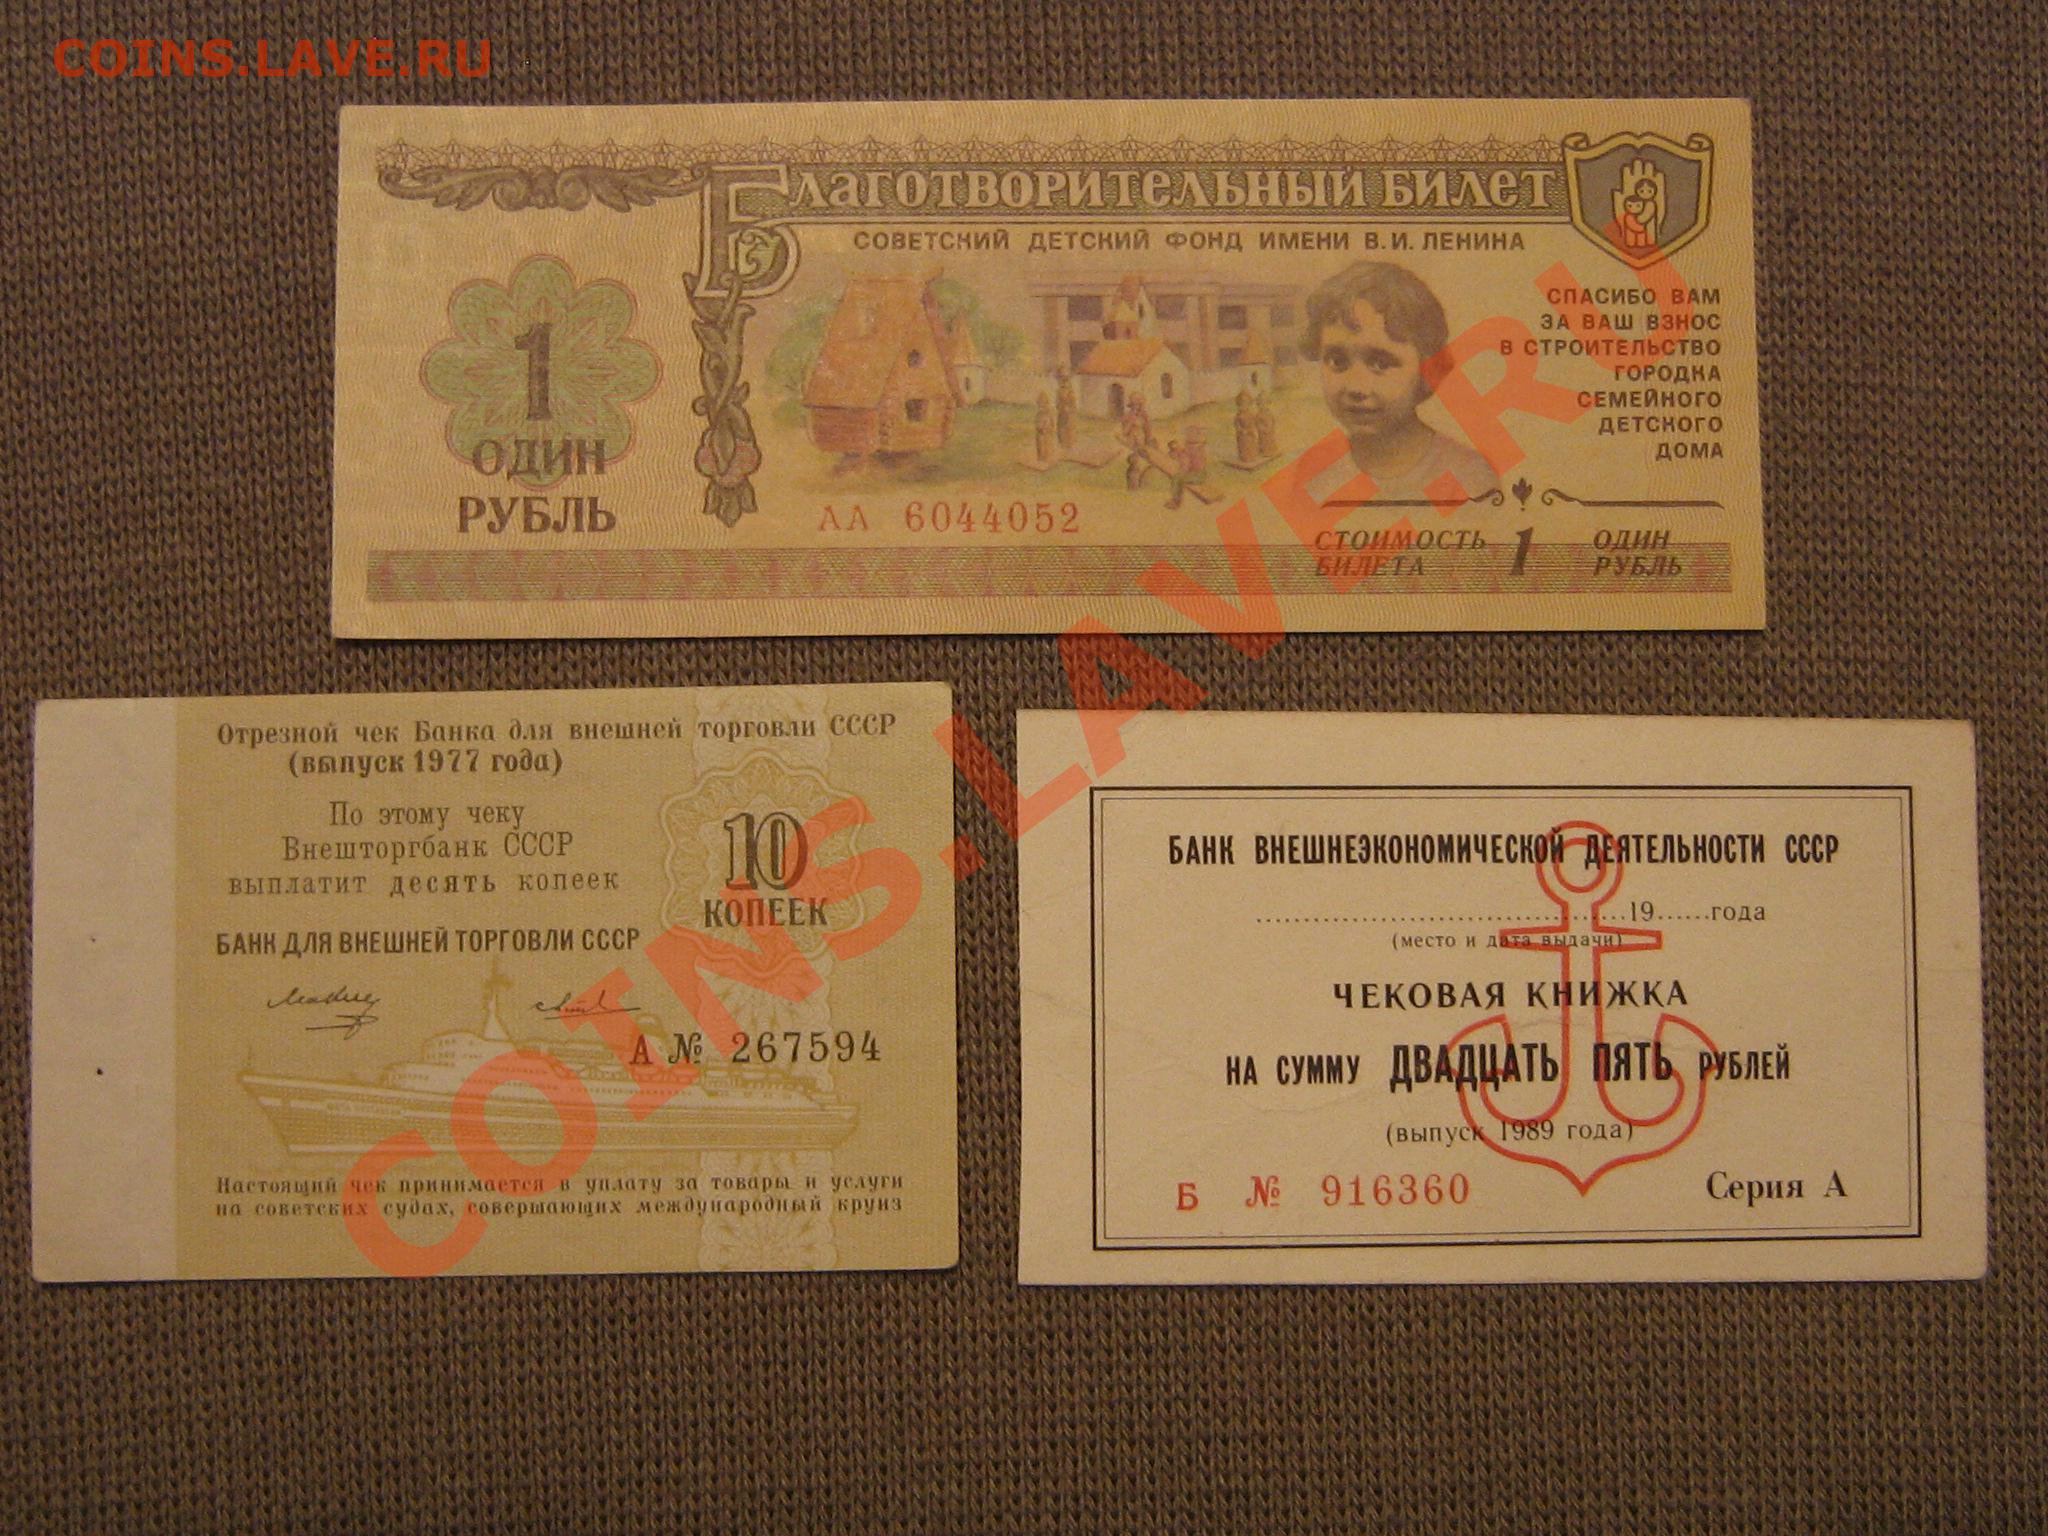 COINS.LAVE.RU
Благотворительный билет
СОВЕТСКИЙ ДЕТСКИЙ ФОНД ИМЕНИ В.И. ЛЕНИНА
1
ОДИН
РУБЛЬ
СПАСИБО ВАМ
ЗА ВАШ ВЗНОС
В СТРОИТЕЛЬСТВО
ГОРОДКА
СЕМЕЙНОГО
ДЕТСКОГО
ДОМА
АА 6044052
СТОИМОСТЬ БИЛЕТА 1 ОДИН РУБЛЬ
Отрезной чек Банка для внешней торговли СССР
(выпуск 1977 года)
По этому чеку
Внешторгбанк СССР
выплатит десять копеек
10
КОПЕЕК
БАНК ДЛЯ ВНЕШНЕЙ ТОРГОВЛИ СССР
А № 267594
Настоящий чек принимается в уплату за товары и услуги
на советских судах, совершающих международный круиз
БАНК ВНЕШНЕЭКОНОМИЧЕСКОЙ ДЕЯТЕЛЬНОСТИ СССР
......................................19......года
(место и дата выдачи)
ЧЕКОВАЯ КНИЖКА
НА СУММУ ДВАДЦАТЬ ПЯТЬ РУБЛЕЙ
(выпуск 1989 года)
Б № 916360 Серия А
COINS.LAVE.RU